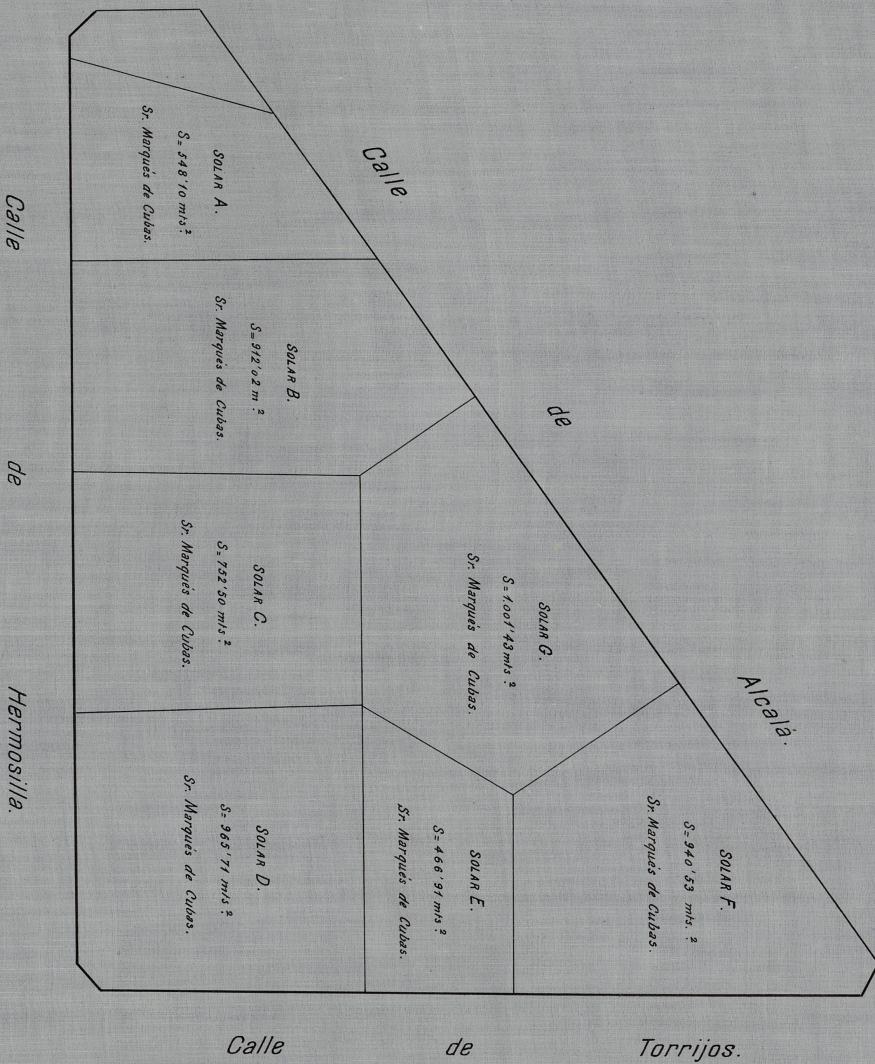 Calle de Alcalá.
SOLAR A.
S= 548'10 mts.²
Sr. Marqués de Cubas.
SOLAR B.
S= 912'02 m.²
Sr. Marqués de Cubas.
SOLAR C.
S= 752'50 mts.²
Sr. Marqués de Cubas.
SOLAR D.
S= 965'71 mts.²
Sr. Marqués de Cubas.
SOLAR E.
S= 466'91 mts.²
Sr. Marqués de Cubas.
SOLAR F.
S= 940'53 mts.²
Sr. Marqués de Cubas.
SOLAR G.
S= 1.001'43 mts.²
Sr. Marqués de Cubas.
Calle de Hermosilla.
Calle de Torrijos.